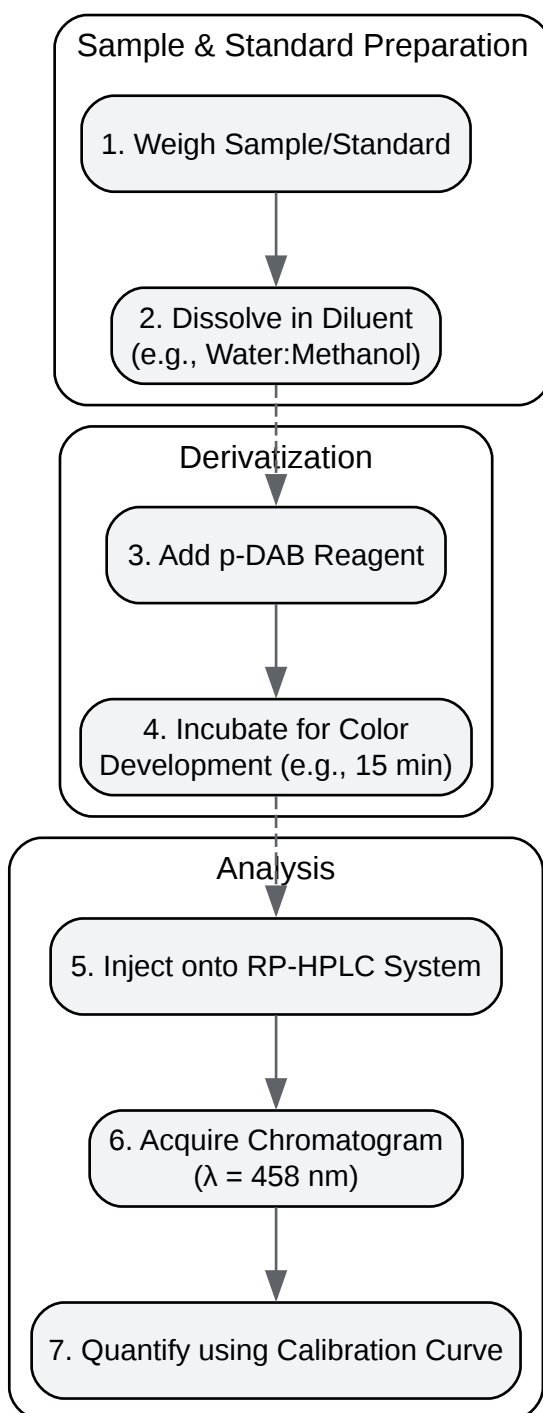 Sample & Standard Preparation
1. Weigh Sample/Standard
2. Dissolve in Diluent
(e.g., Water:Methanol)
Derivatization
3. Add p-DAB Reagent
4. Incubate for Color
Development (e.g., 15 min)
Analysis
5. Inject onto RP-HPLC System
6. Acquire Chromatogram
(λ = 458 nm)
7. Quantify using Calibration Curve